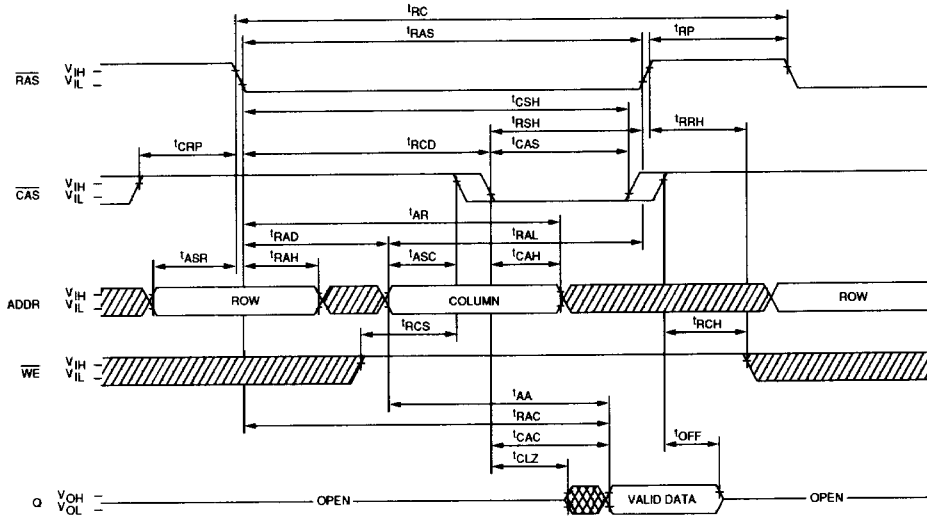 tRC
tRAS
tRP
RAS VIH VIL
tCSH
tRSH
tRRH
tCRP
tRCD
tCAS
CAS VIH VIL
tAR
tRAD
tRAL
tASR
tRAH
tASC
tCAH
ADDR VIH VIL ROW COLUMN ROW
tRCS
tRCH
WE VIH VIL
tAA
tRAC
tCAC
tOFF
tCLZ
Q VOH VOL OPEN VALID DATA OPEN